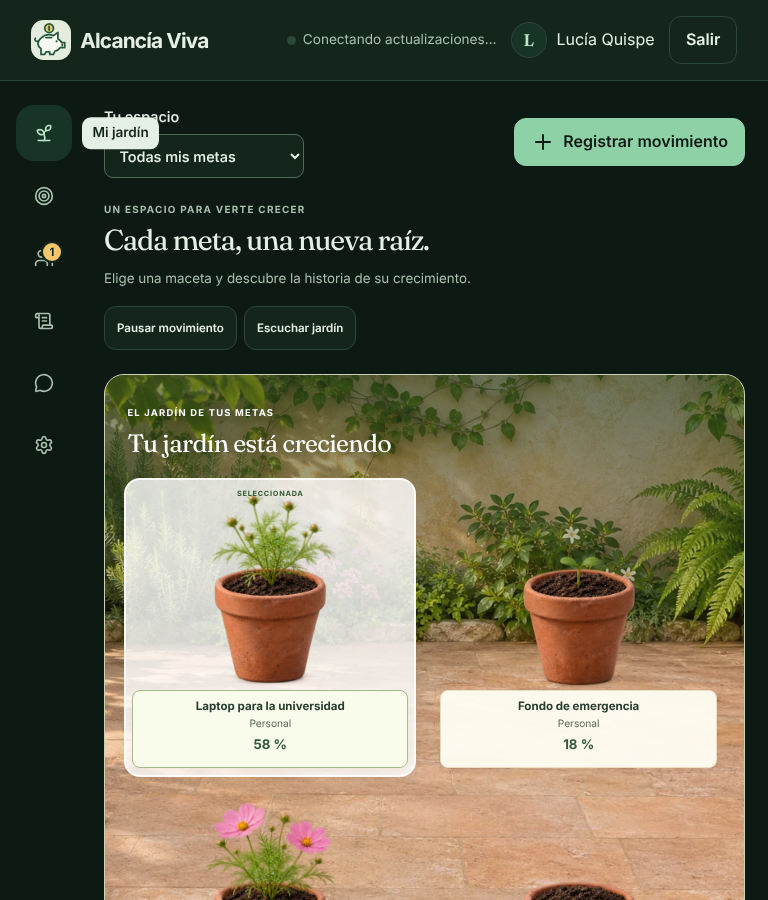 Alcancía Viva
Conectando actualizaciones...
L
Lucía Quispe
Salir
Tu espacio
Mi jardín
Todas mis metas
Registrar movimiento
1
UN ESPACIO PARA VERTE CRECER
Cada meta, una nueva raíz.
Elige una maceta y descubre la historia de su crecimiento.
Pausar movimiento
Escuchar jardín
EL JARDÍN DE TUS METAS
Tu jardín está creciendo
SELECCIONADA
Laptop para la universidad
Personal
58 %
Fondo de emergencia
Personal
18 %